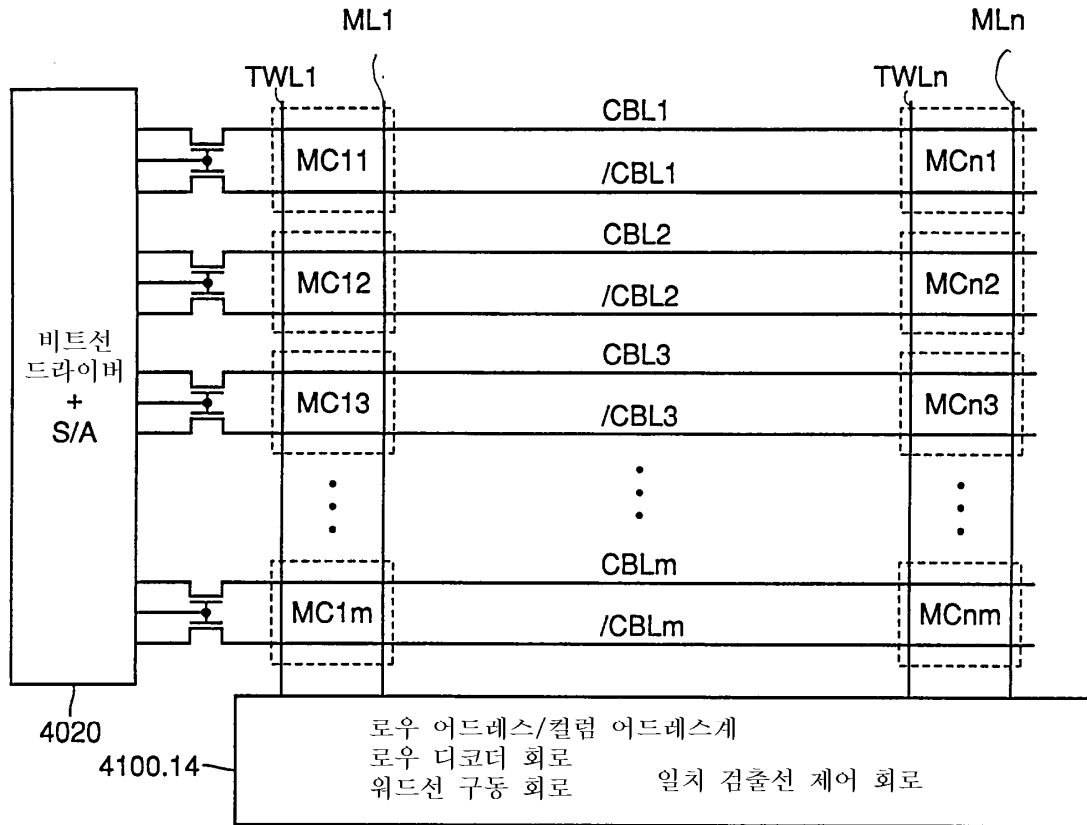 ML1
MLn
TWL1
TWLn
CBL1
MC11
MCn1
/CBL1
CBL2
MC12
MCn2
/CBL2
비트선
드라이버
+
S/A
CBL3
MC13
MCn3
/CBL3
CBLm
MC1m
MCnm
/CBLm
4020
4100.14
로우 어드레스/컬럼 어드레스계
로우 디코더 회로
워드선 구동 회로 일치 검출선 제어 회로